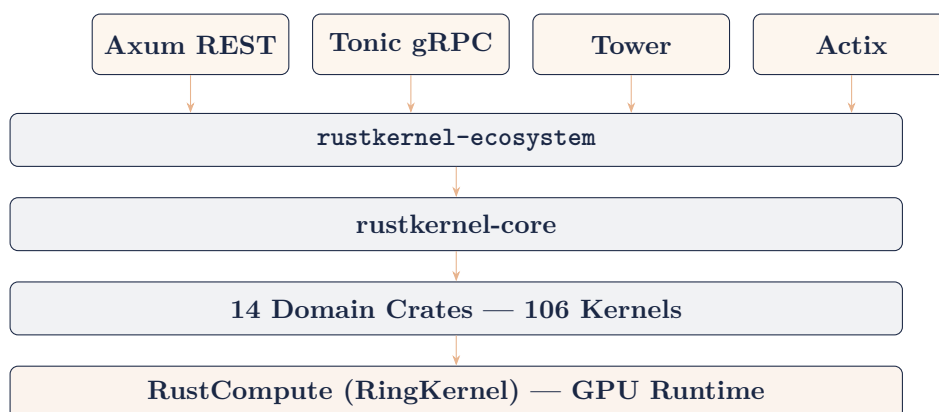 Axum REST
Tonic gRPC
Tower
Actix
rustkernel-ecosystem
rustkernel-core
14 Domain Crates — 106 Kernels
RustCompute (RingKernel) — GPU Runtime